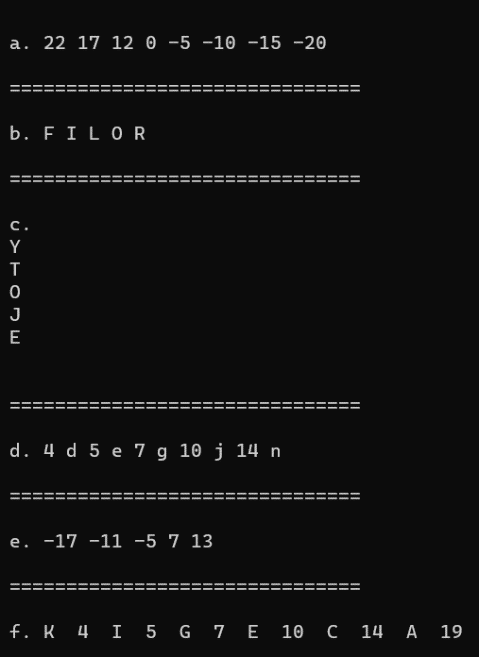 a. 22 17 12 0 -5 -10 -15 -20
===============================
b. F I L O R
===============================
c.
Y
T
O
J
E
===============================
d. 4 d 5 e 7 g 10 j 14 n
===============================
e. -17 -11 -5 7 13
===============================
f. K  4  I  5  G  7  E  10  C  14  A  19